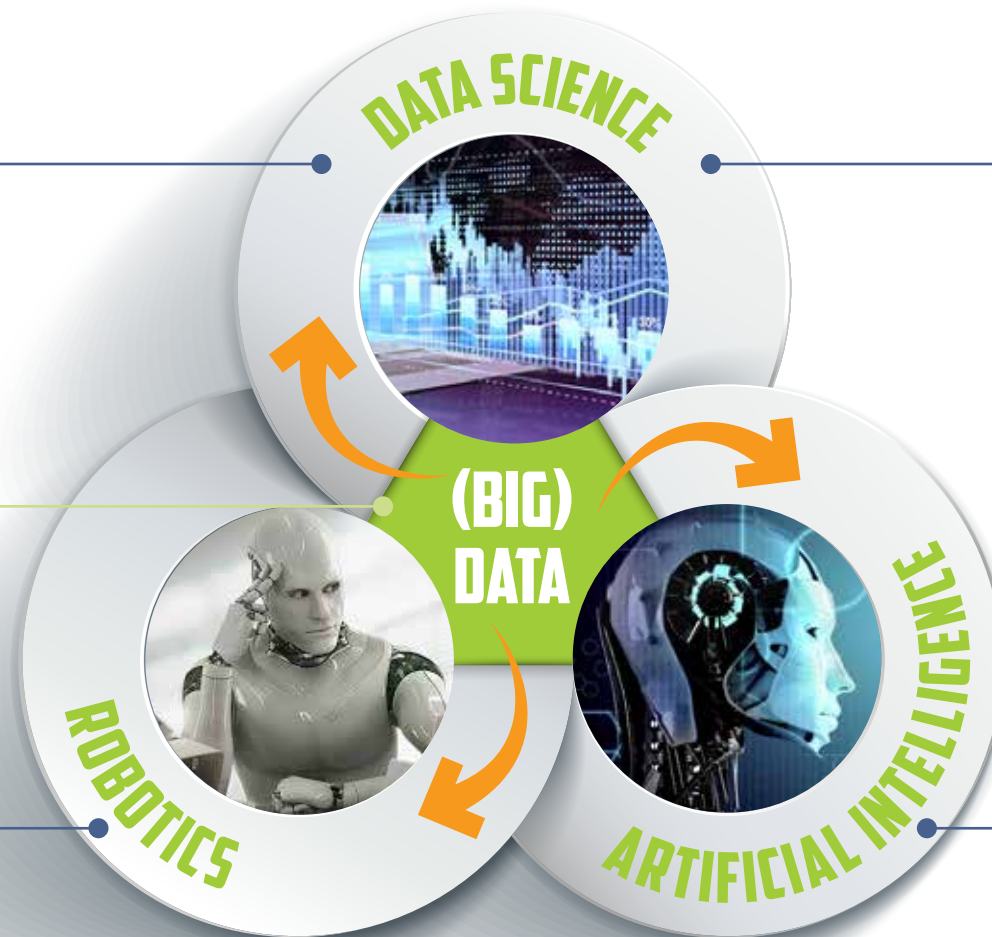 DATA SCIENCE
(BIG)
DATA
ROBOTICS
ARTIFICIAL INTELLIGENCE